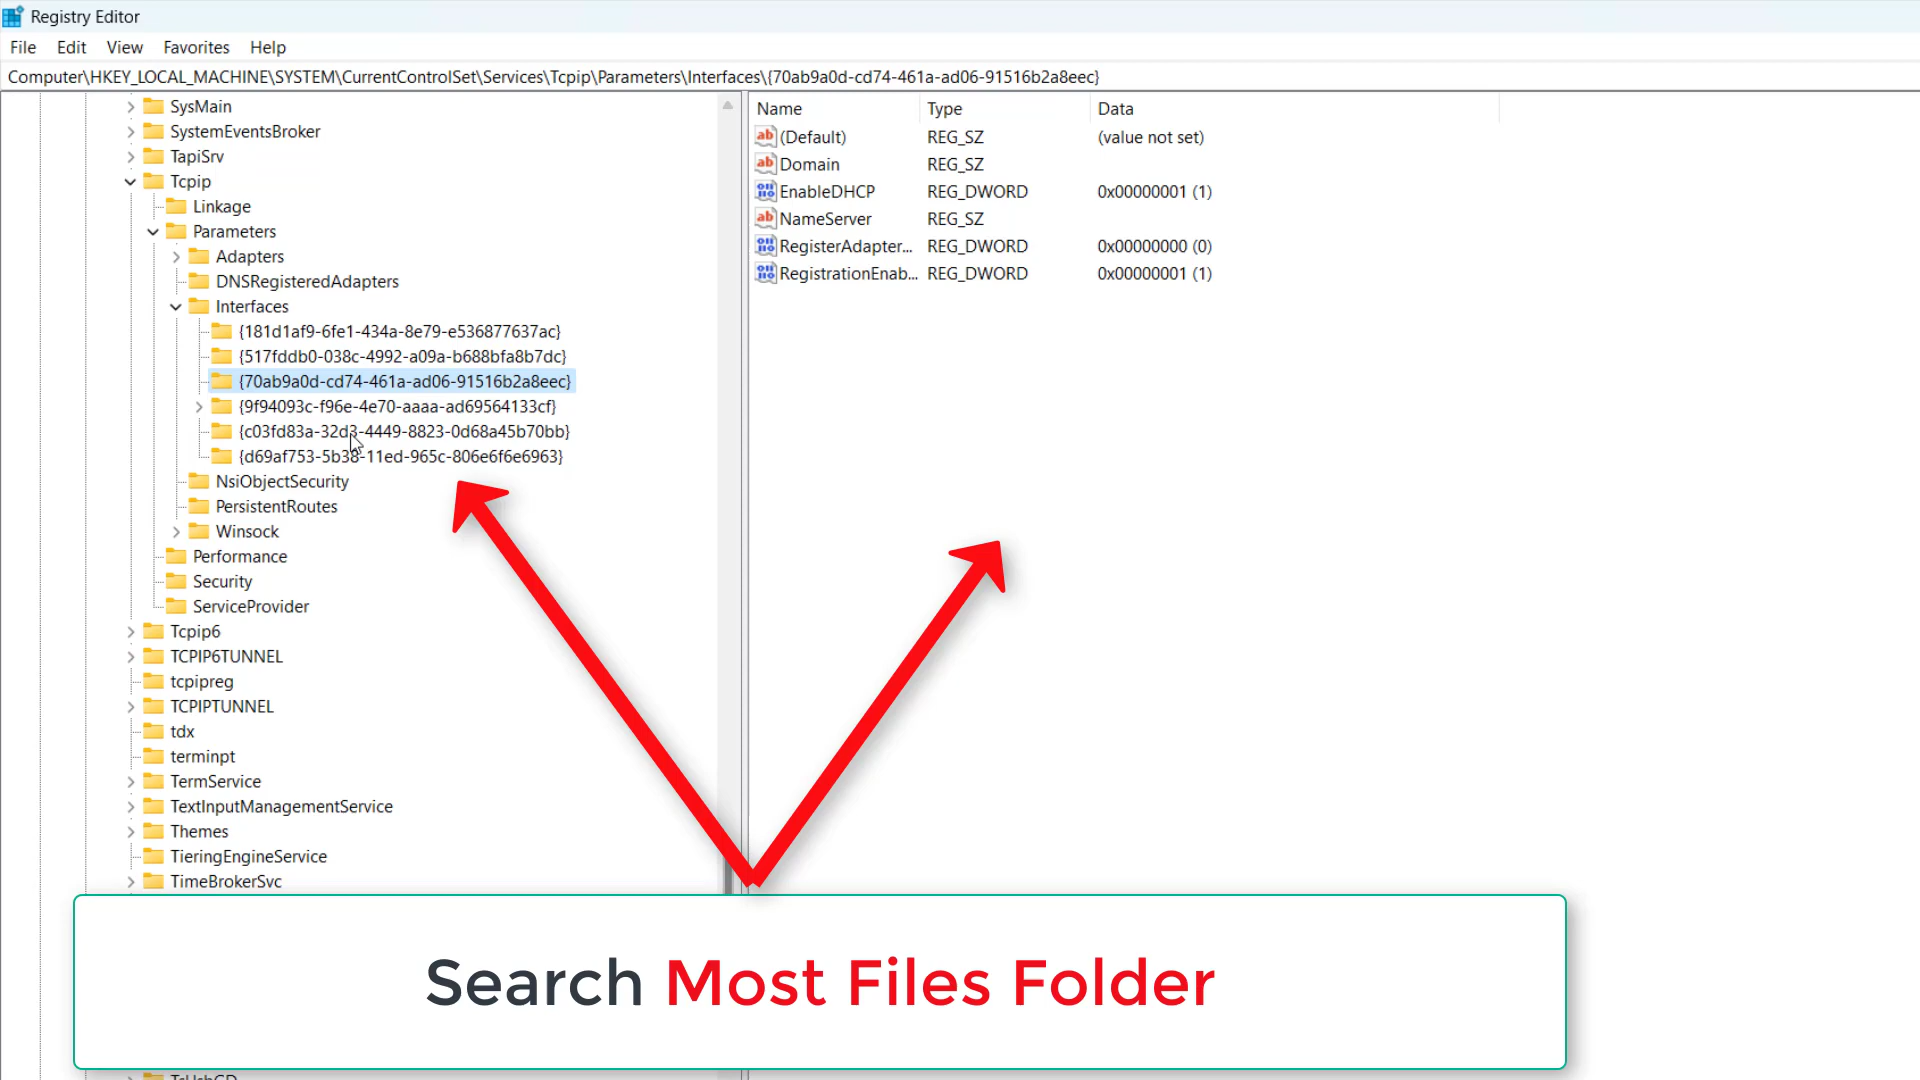 Registry Editor
File Edit View Favorites Help
Computer\HKEY_LOCAL_MACHINE\SYSTEM\CurrentControlSet\Services\Tcpip\Parameters\Interfaces\{70ab9a0d-cd74-461a-ad06-91516b2a8eec}
SysMain
SystemEventsBroker
TapiSrv
Tcpip
Linkage
Parameters
Adapters
DNSRegisteredAdapters
Interfaces
{181d1af9-6fe1-434a-8e79-e536877637ac}
{517fddb0-038c-4992-a09a-b688bfa8b7dc}
{70ab9a0d-cd74-461a-ad06-91516b2a8eec}
{9f94093c-f96e-4e70-aaaa-ad69564133cf}
{c03fd83a-32d3-4449-8823-0d68a45b70bb}
{d69af753-5b38-11ed-965c-806e6f6e6963}
NsiObjectSecurity
PersistentRoutes
Winsock
Performance
Security
ServiceProvider
Tcpip6
TCPIP6TUNNEL
tcpipreg
TCPIPTUNNEL
tdx
terminpt
TermService
TextInputManagementService
Themes
TieringEngineService
TimeBrokerSvc
Name Type Data
(Default) REG_SZ (value not set)
Domain REG_SZ
EnableDHCP REG_DWORD 0x00000001 (1)
NameServer REG_SZ
RegisterAdapter... REG_DWORD 0x00000000 (0)
RegistrationEnab... REG_DWORD 0x00000001 (1)
Search Most Files Folder